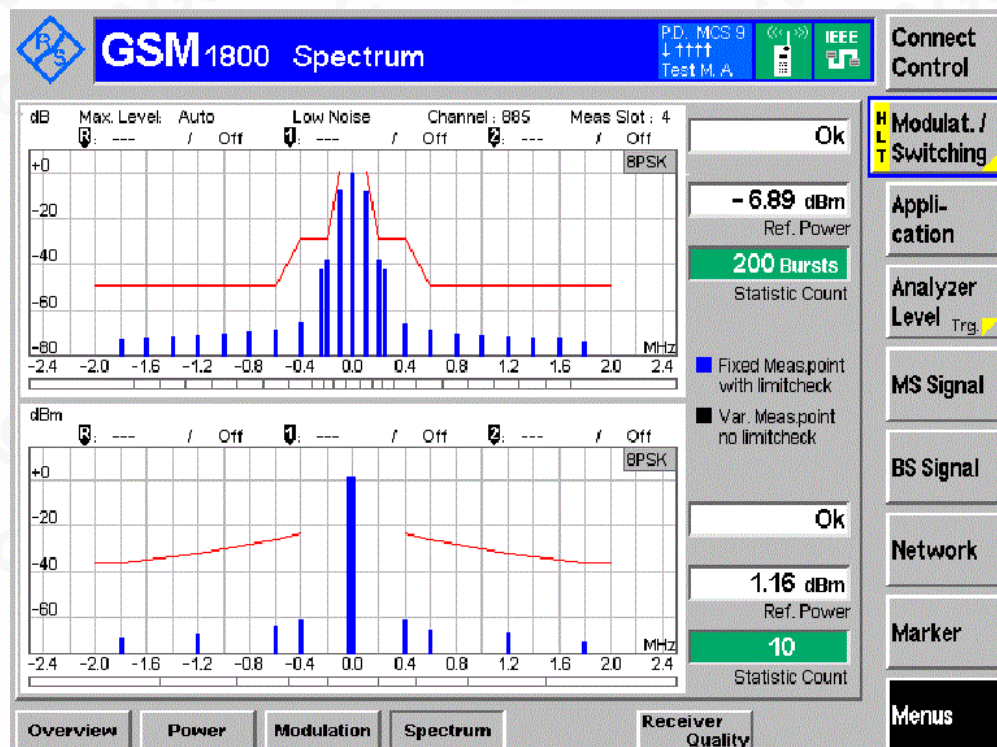 R/S
GSM 1800 Spectrum
P.D. MCS 9
↓ ↑↑↑↑
Test M. A
IEEE
Connect Control
H L T
Modulat. / Switching
Appli-
cation
Analyzer
Level Trg.
MS Signal
BS Signal
Network
Marker
Menus
dB Max. Level: Auto Low Noise Channel : 885 Meas Slot : 4
R : --- / Off 1 : --- / Off 2 : --- / Off
8PSK
+0
-20
-40
-60
-80
MHz
-2.4 -2.0 -1.6 -1.2 -0.8 -0.4 0.0 0.4 0.8 1.2 1.6 2.0 2.4
Ok
- 6.89 dBm
Ref. Power
200 Bursts
Statistic Count
Fixed Meas.point
with limitcheck
Var. Meas.point
no limitcheck
dBm
R : --- / Off 1 : --- / Off 2 : --- / Off
8PSK
+0
-20
-40
-60
MHz
-2.4 -2.0 -1.6 -1.2 -0.8 -0.4 0.0 0.4 0.8 1.2 1.6 2.0 2.4
Ok
1.16 dBm
Ref. Power
10
Statistic Count
Overview Power Modulation Spectrum Receiver
Quality